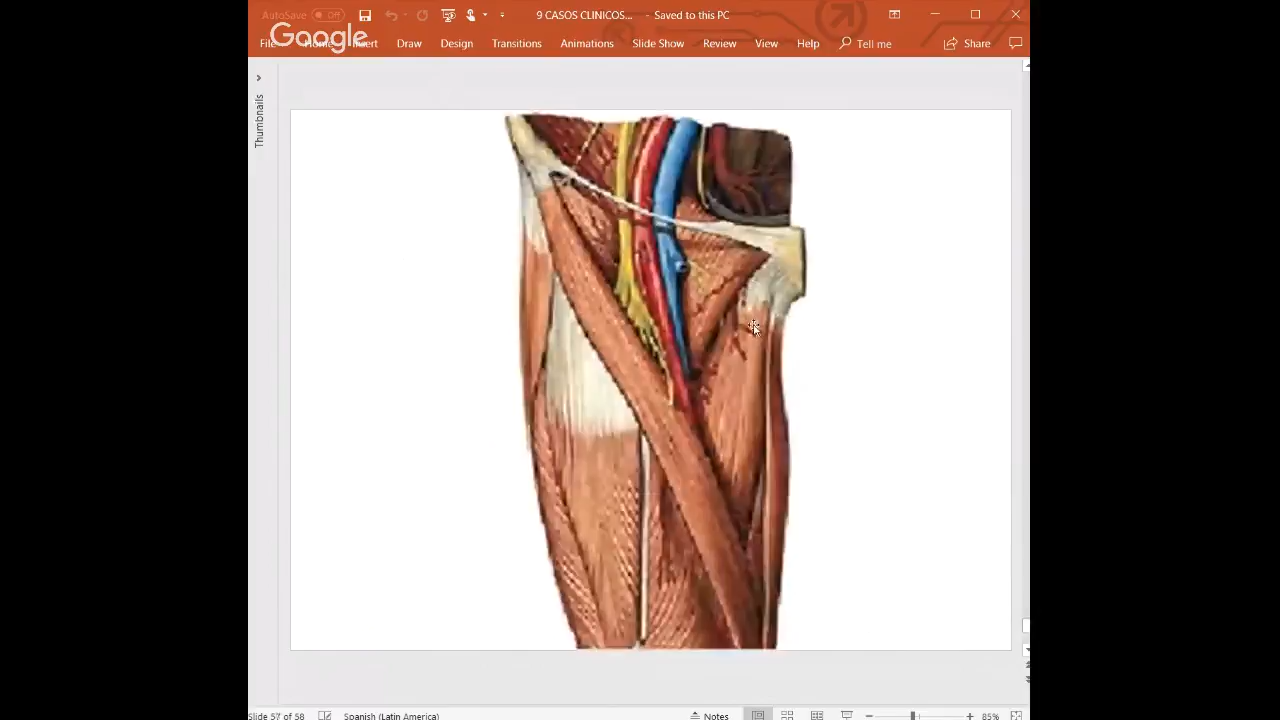 AutoSave Off 9 CASOS CLINICOS... - Saved to this PC
Google
File Home Insert Draw Design Transitions Animations Slide Show Review View Help Tell me Share
Thumbnails
Slide 57 of 58 Spanish (Latin America) Notes 85%